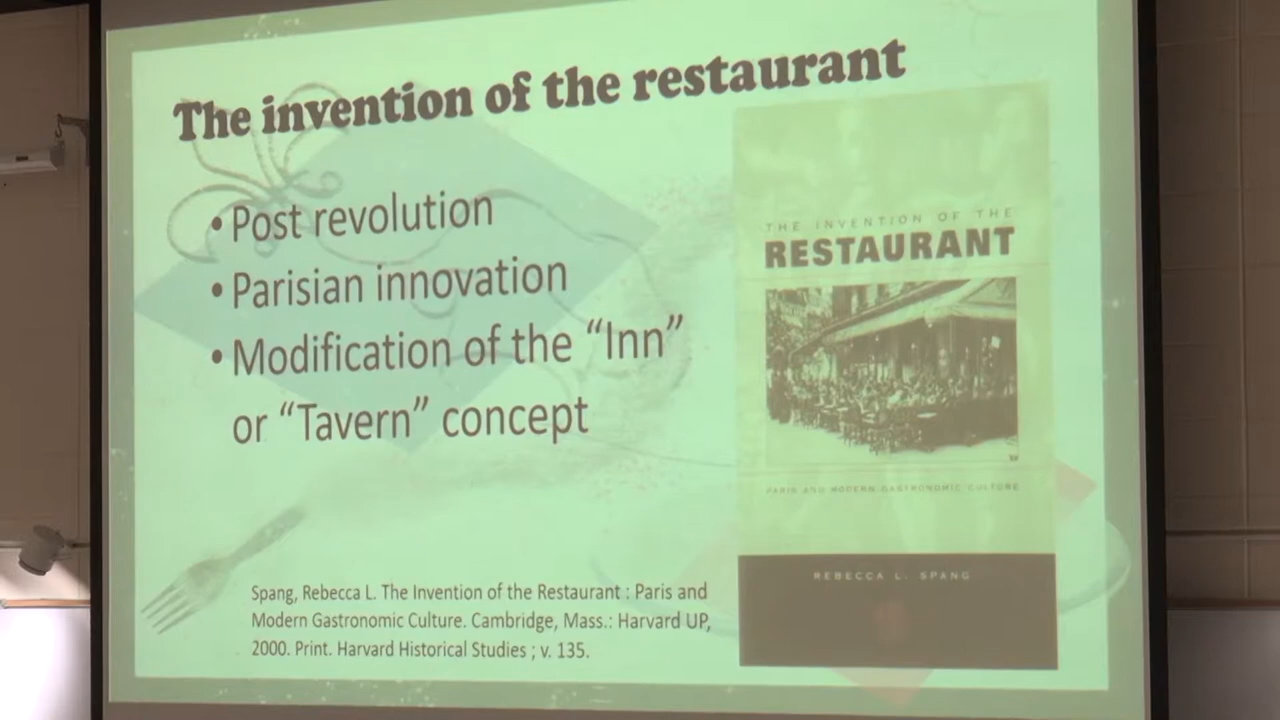 The invention of the restaurant
• Post revolution
• Parisian innovation
• Modification of the “Inn”
or “Tavern” concept
Spang, Rebecca L. The Invention of the Restaurant : Paris and
Modern Gastronomic Culture. Cambridge, Mass.: Harvard UP,
2000. Print. Harvard Historical Studies ; v. 135.
THE INVENTION OF THE
RESTAURANT
PARIS AND MODERN GASTRONOMIC CULTURE
REBECCA L. SPANG